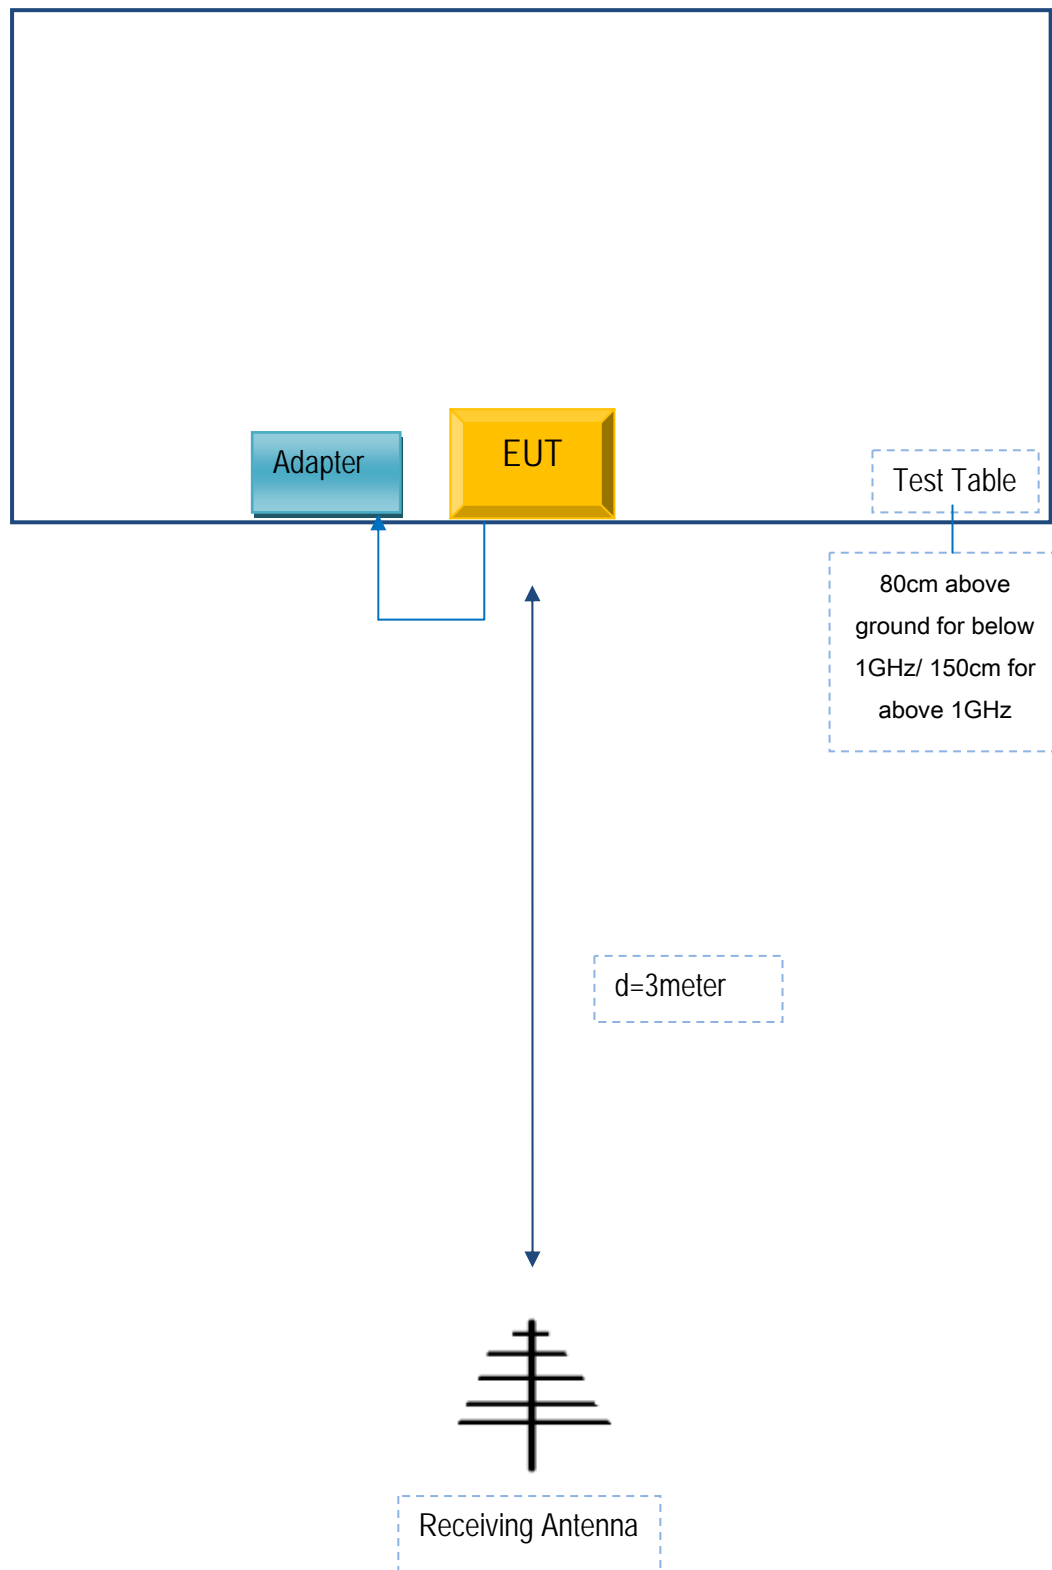 Adapter
EUT
Test Table
80cm above
ground for below
1GHz/ 150cm for
above 1GHz
d=3meter
Receiving Antenna